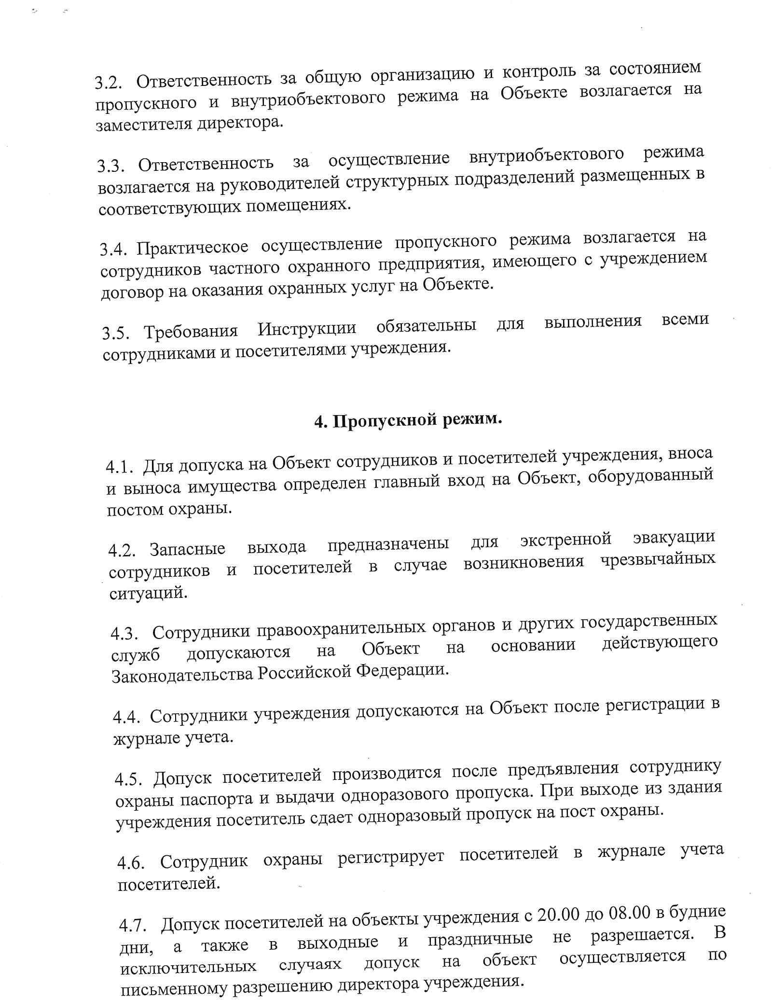 3.2. Ответственность за общую организацию и контроль за состоянием
пропускного и внутриобъектового режима на Объекте возлагается на
заместителя директора.
3.3. Ответственность за осуществление внутриобъектового режима
возлагается на руководителей структурных подразделений размещенных в
соответствующих помещениях.
3.4. Практическое осуществление пропускного режима возлагается на
сотрудников частного охранного предприятия, имеющего с учреждением
договор на оказания охранных услуг на Объекте.
3.5. Требования Инструкции обязательны для выполнения всеми
сотрудниками и посетителями учреждения.
4. Пропускной режим.
4.1. Для допуска на Объект сотрудников и посетителей учреждения, вноса
и выноса имущества определен главный вход на Объект, оборудованный
постом охраны.
4.2. Запасные выхода предназначены для экстренной эвакуации
сотрудников и посетителей в случае возникновения чрезвычайных
ситуаций.
4.3. Сотрудники правоохранительных органов и других государственных
служб допускаются на Объект на основании действующего
Законодательства Российской Федерации.
4.4. Сотрудники учреждения допускаются на Объект после регистрации в
журнале учета.
4.5. Допуск посетителей производится после предъявления сотруднику
охраны паспорта и выдачи одноразового пропуска. При выходе из здания
учреждения посетитель сдает одноразовый пропуск на пост охраны.
4.6. Сотрудник охраны регистрирует посетителей в журнале учета
посетителей.
4.7. Допуск посетителей на объекты учреждения с 20.00 до 08.00 в будние
дни, а также в выходные и праздничные не разрешается. В
исключительных случаях допуск на объект осуществляется по
письменному разрешению директора учреждения.